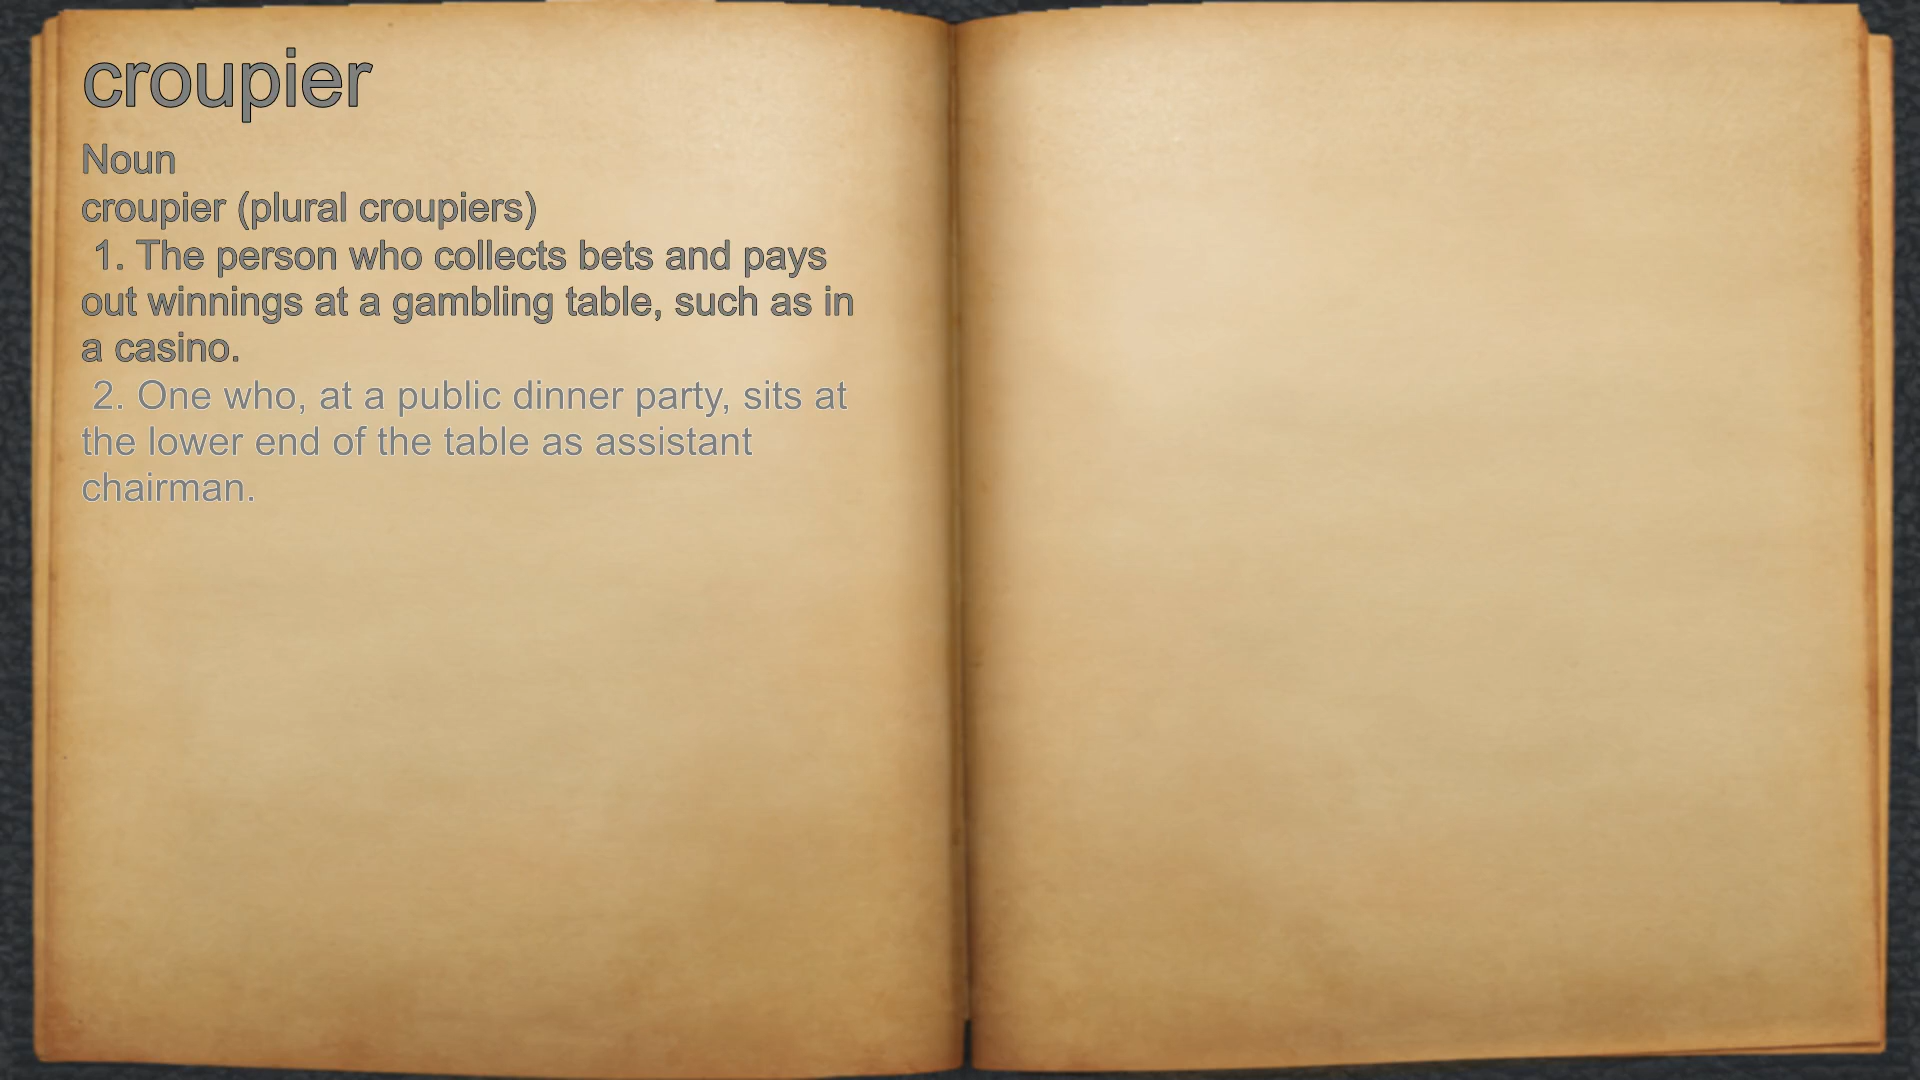 croupier
Noun
croupier (plural croupiers)
1. The person who collects bets and pays
out winnings at a gambling table, such as in
a casino.
2. One who, at a public dinner party, sits at
the lower end of the table as assistant
chairman.